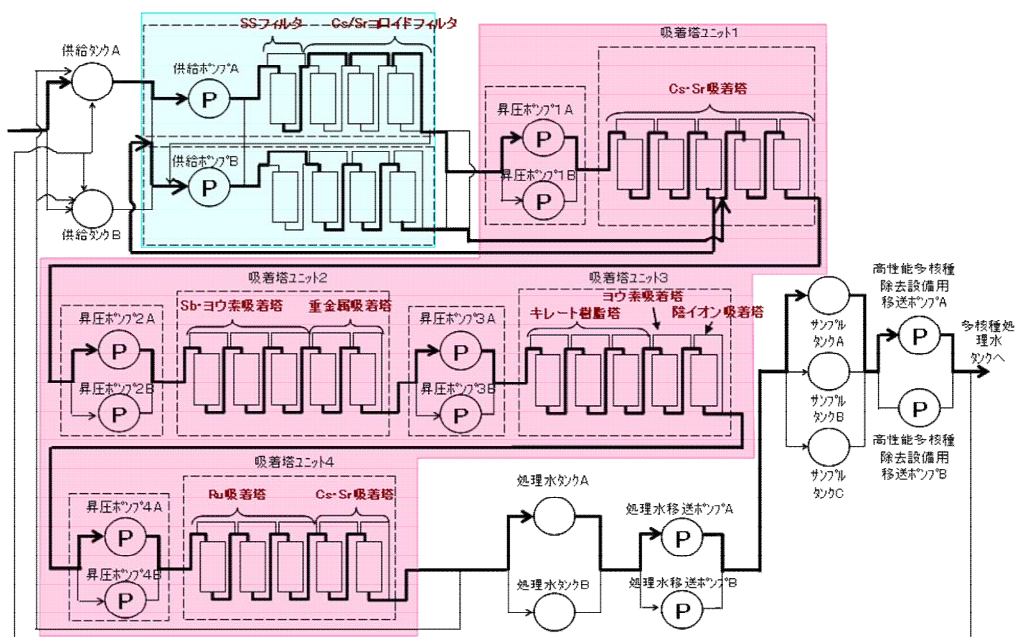 SSフィルタ
Cs/Srコロイドフィルタ
供給タンクA
供給ポンプA
P
供給ポンプB
P
供給タンクB
吸着塔ユニット1
Cs・Sr吸着塔
昇圧ポンプ1A
P
昇圧ポンプ1B
P
吸着塔ユニット2
Sb・ヨウ素吸着塔
重金属吸着塔
昇圧ポンプ2A
P
昇圧ポンプ2B
P
吸着塔ユニット3
ヨウ素吸着塔
キレート樹脂塔
陰イオン吸着塔
昇圧ポンプ3A
P
昇圧ポンプ3B
P
吸着塔ユニット4
Ru吸着塔
Cs・Sr吸着塔
昇圧ポンプ4A
P
昇圧ポンプ4B
P
処理水タンクA
処理水タンクB
処理水移送ポンプA
P
処理水移送ポンプB
P
サンプル
タンクA
サンプル
タンクB
サンプル
タンクC
高性能多核種
除去設備用
移送ポンプA
P
P
高性能多核種
除去設備用
移送ポンプB
多核種処
理水
タンクへ